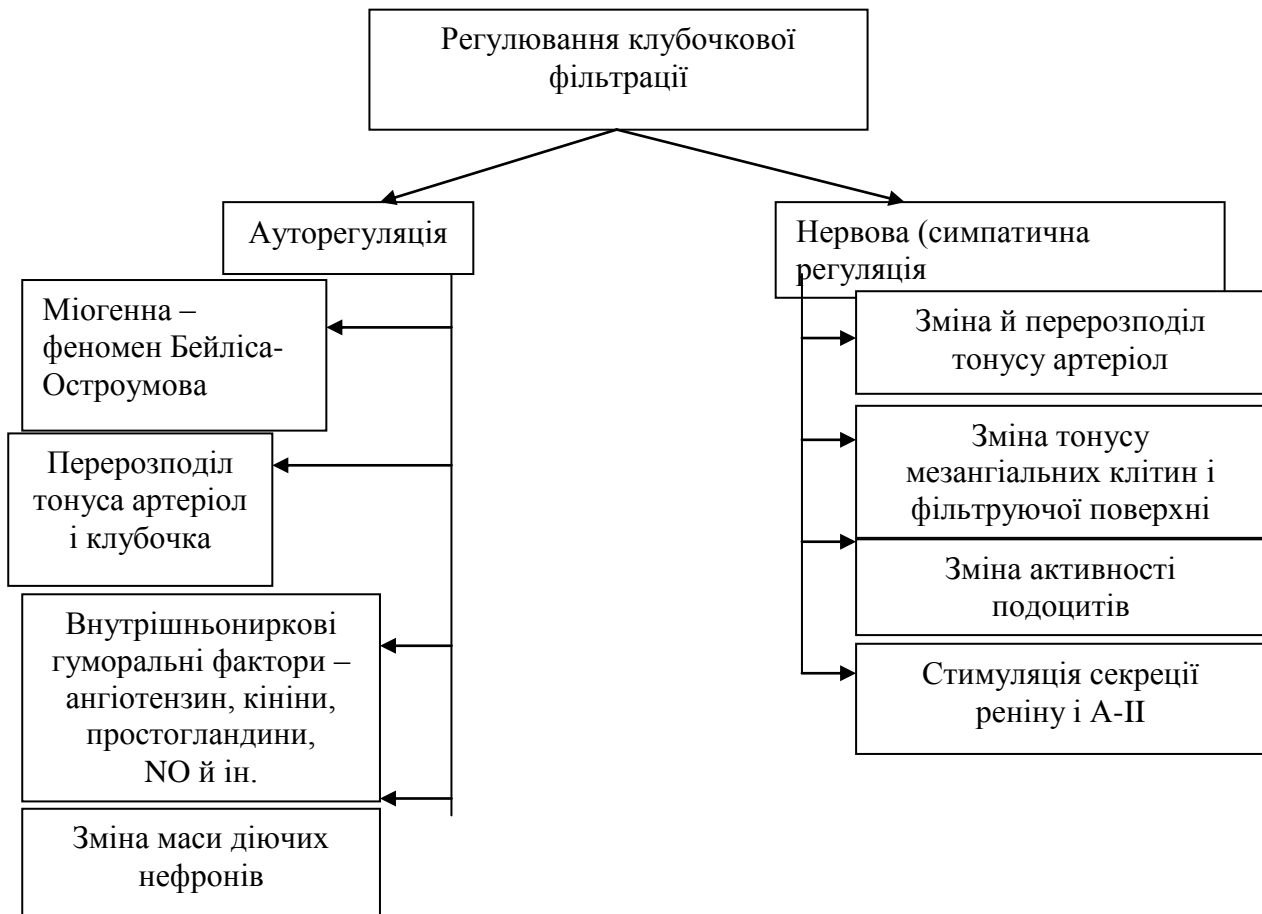 Регулювання клубочкової
фільтрації
Ауторегуляція
Нервова (симпатична
регуляція
Міогенна –
феномен Бейліса-
Остроумова
Перерозподіл
тонуса артеріол
і клубочка
Внутрішньониркові
гуморальні фактори –
ангіотензин, кініни,
простогландини,
NO й ін.
Зміна маси діючих
нефронів
Зміна й перерозподіл
тонусу артеріол
Зміна тонусу
мезангіальних клітин і
фільтруючої поверхні
Зміна активності
подоцитів
Стимуляція секреції
реніну і А-ІІ